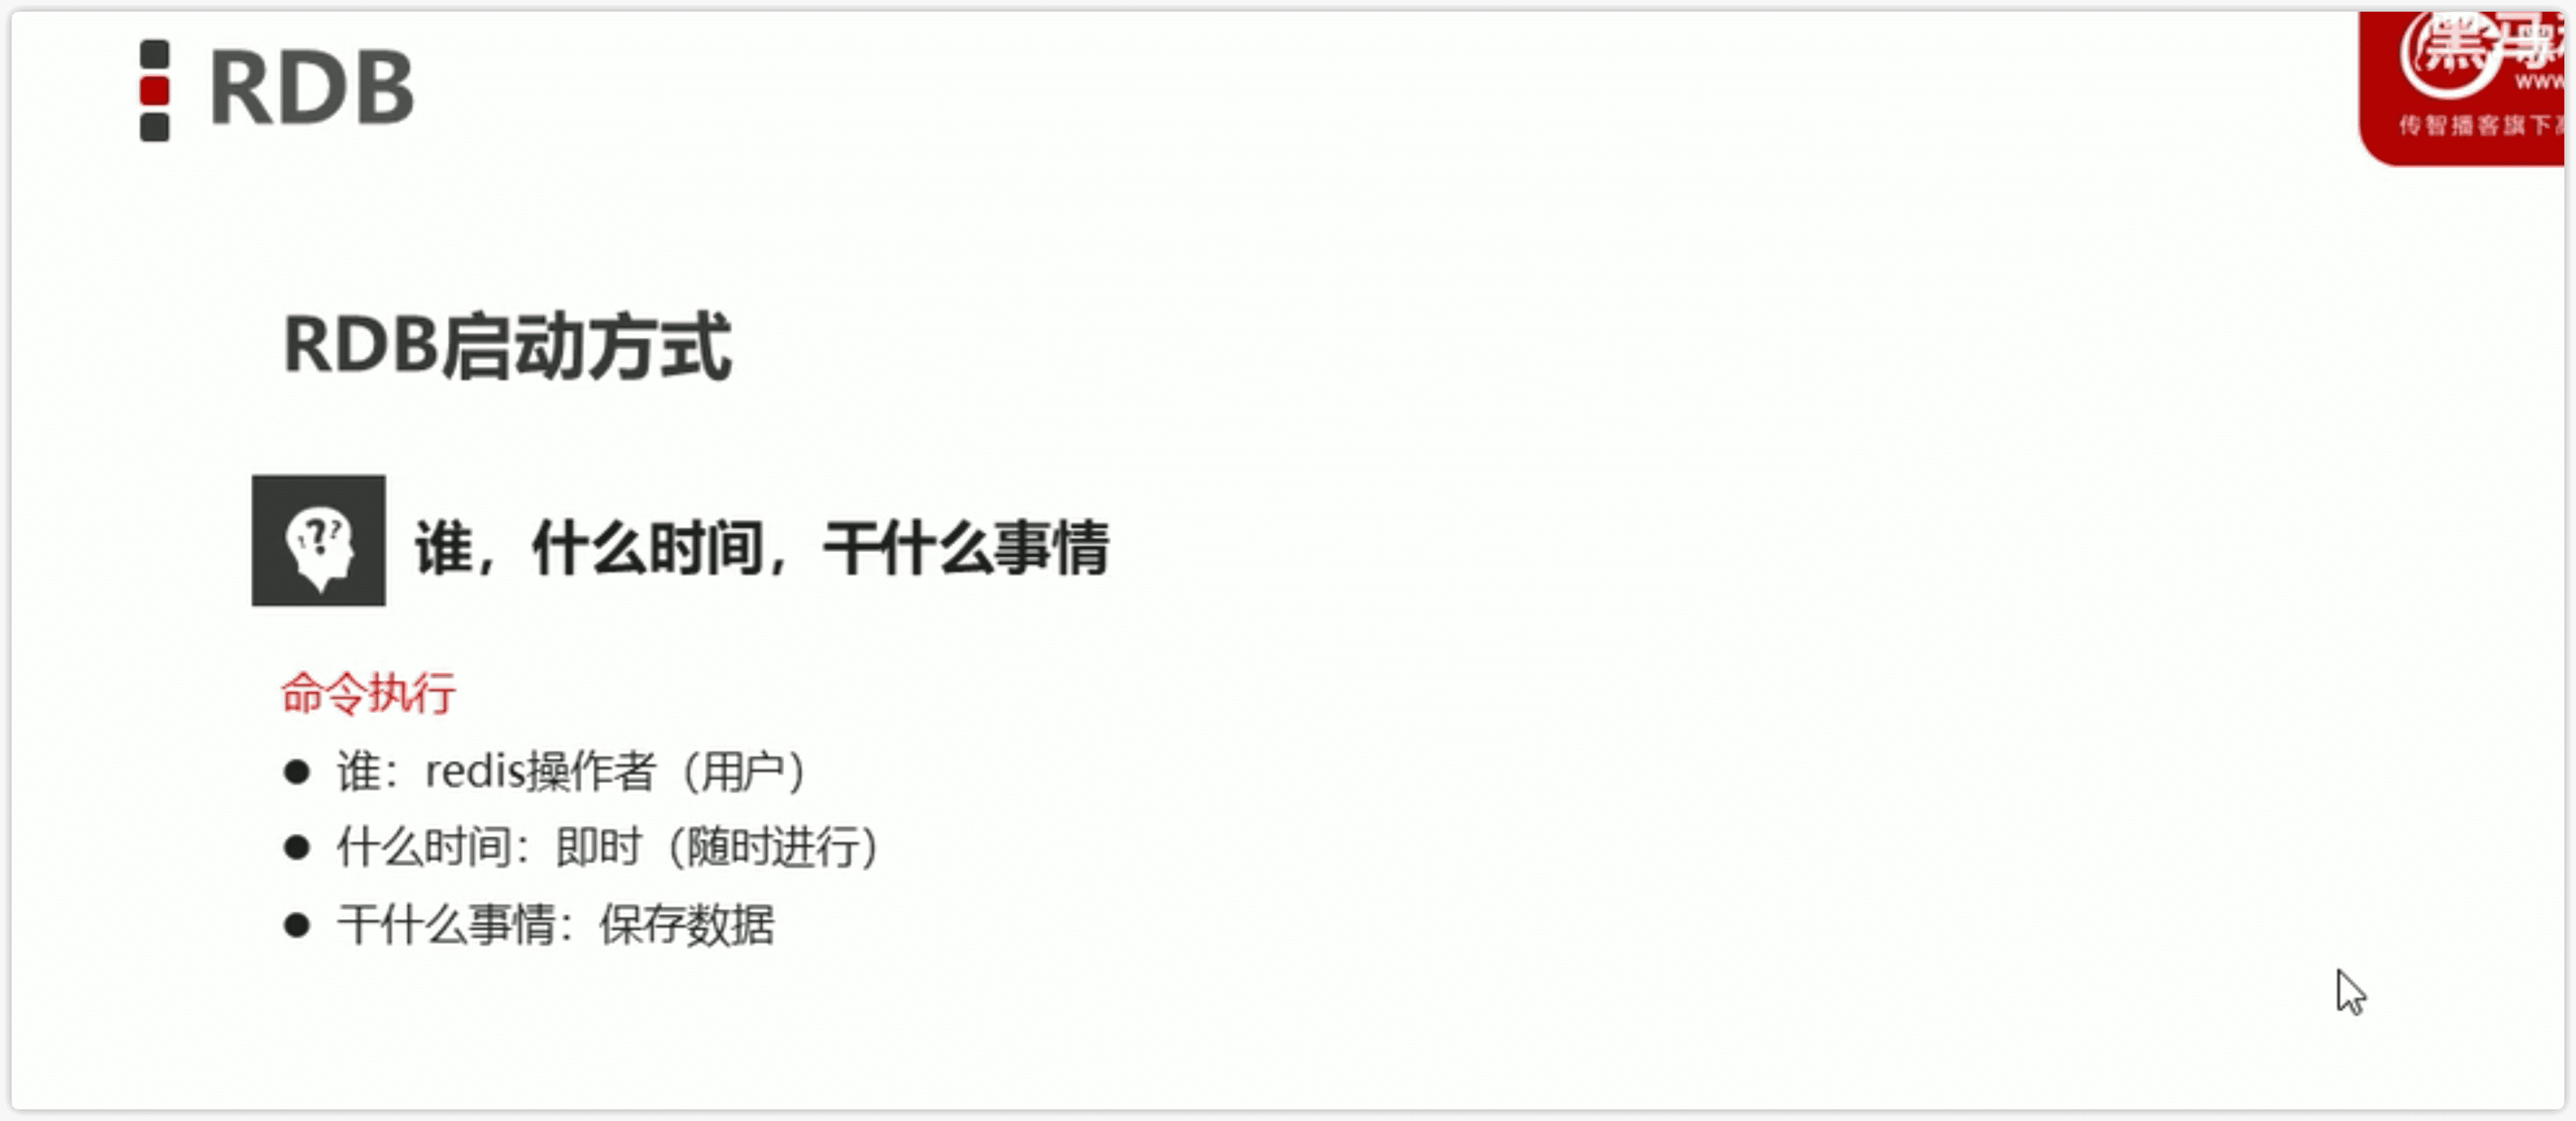 RDB
黑马
www
传智播客旗下
RDB启动方式
谁，什么时间，干什么事情
命令执行
● 谁：redis操作者（用户）
● 什么时间：即时（随时进行）
● 干什么事情：保存数据